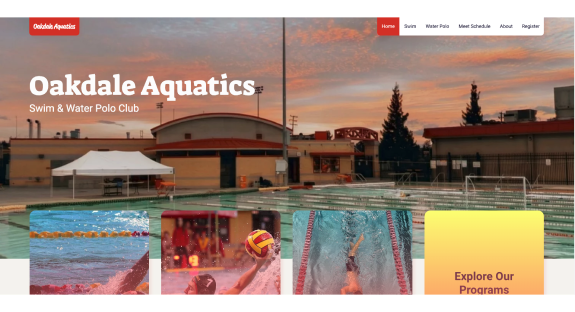 Oakdale Aquatics
Home Swim Water Polo Meet Schedule About Register
Oakdale Aquatics
Swim & Water Polo Club
7
Explore Our
Programs